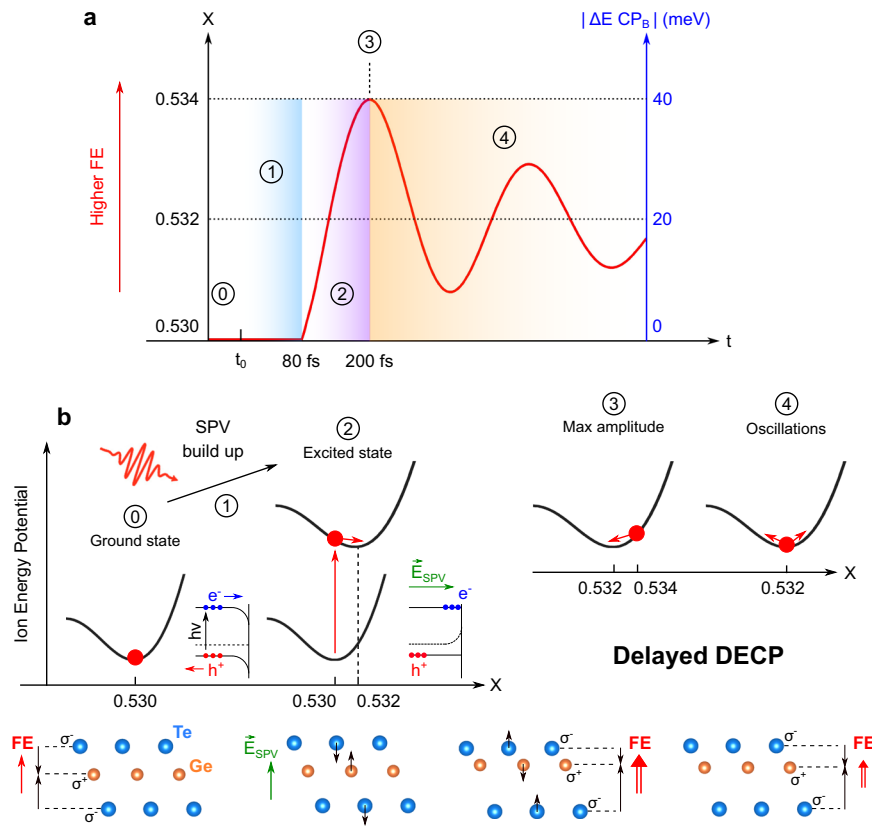 a
X
| ΔE CP_B | (meV)
③
0.534
40
④
①
Higher FE
0.532
20
⓪
②
0.530
0
t₀
80 fs
200 fs
t
b
SPV
build up
②
Excited state
③
Max amplitude
④
Oscillations
⓪
Ground state
①
Ion Energy Potential
E_SPV
e⁻
e⁻
hν
h⁺
h⁺
0.532
0.534
0.532
X
Delayed DECP
0.530
0.530
0.532
X
FE
σ⁻
Te
Ge
σ⁺
σ⁻
E_SPV
σ⁻
FE
σ⁺
σ⁻
σ⁻
FE
σ⁺
σ⁻